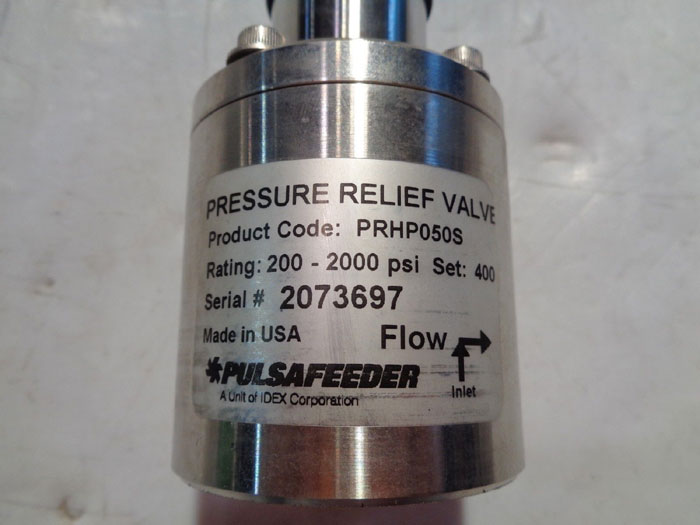 PRESSURE RELIEF VALVE
Product Code: PRHP050S
Rating: 200 - 2000 psi Set: 400
Serial # 2073697
Made in USA Flow
PULSAFEEDER Inlet
A Unit of IDEX Corporation